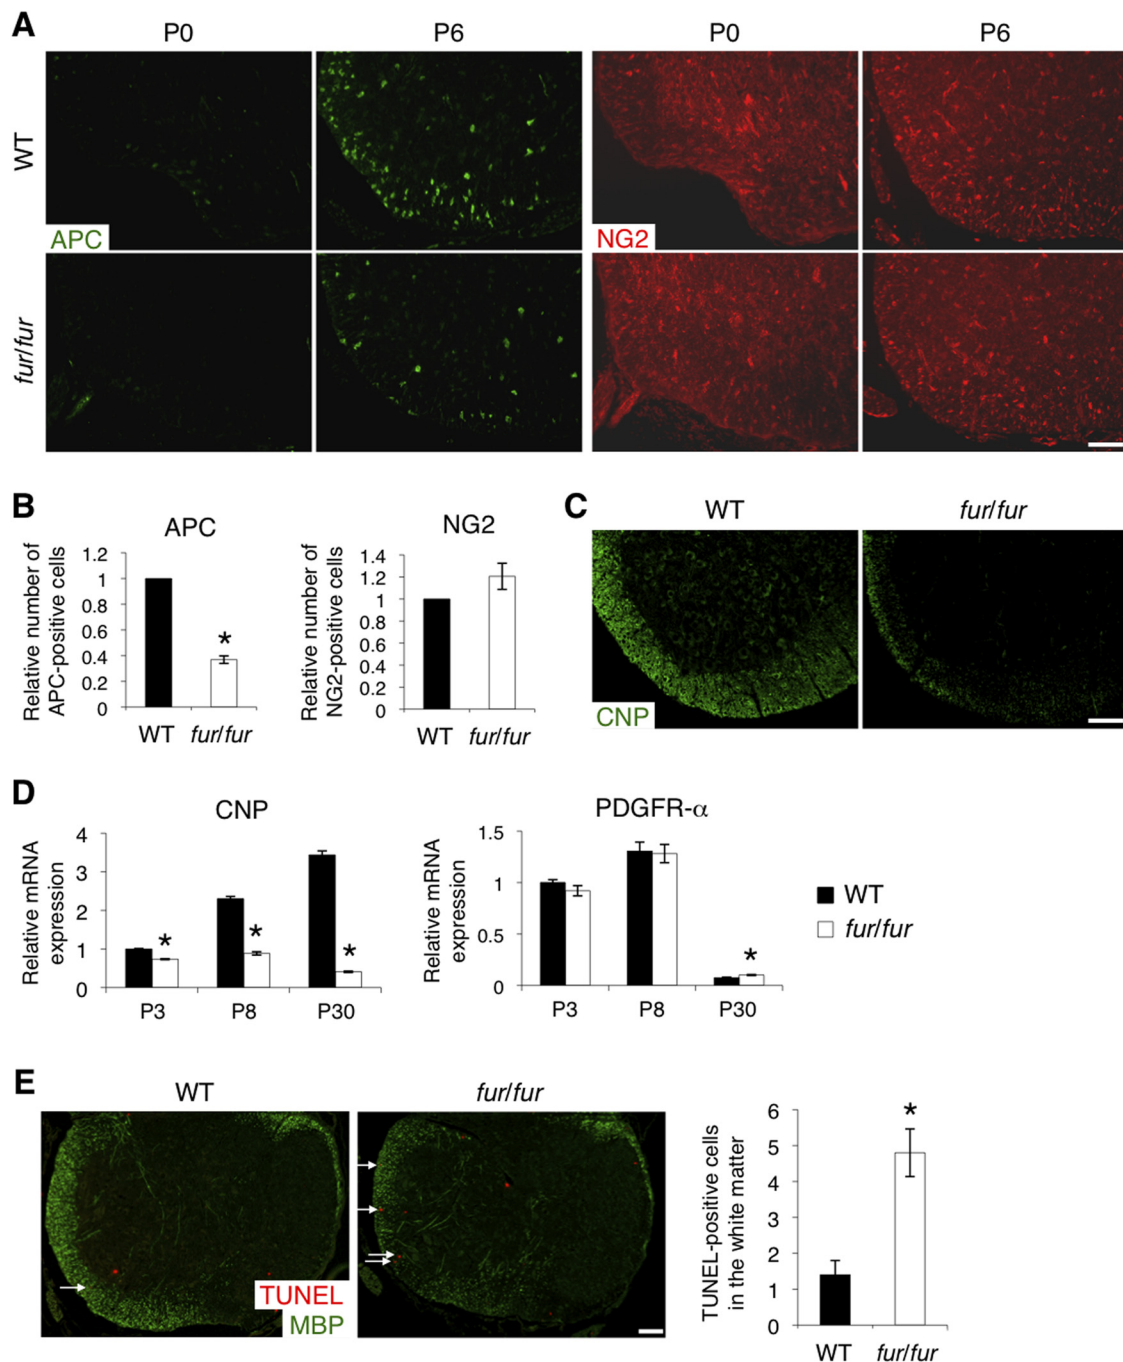 A
P0 P6 P0 P6
WT
APC
NG2
fur/fur
B
APC
Relative number of
APC-positive cells
1.2
1
0.8
0.6
0.4
0.2
0
*
WT fur/fur
NG2
Relative number of
NG2-positive cells
1.4
1.2
1
0.8
0.6
0.4
0.2
0
WT fur/fur
C
WT fur/fur
CNP
D
CNP
Relative mRNA
expression
4
3
2
1
0
* * *
P3 P8 P30
PDGFR-α
Relative mRNA
expression
1.5
1
0.5
0
*
P3 P8 P30
WT
fur/fur
E
WT fur/fur
TUNEL
MBP
TUNEL-positive cells
in the white matter
6
5
4
3
2
1
0
*
WT fur/fur